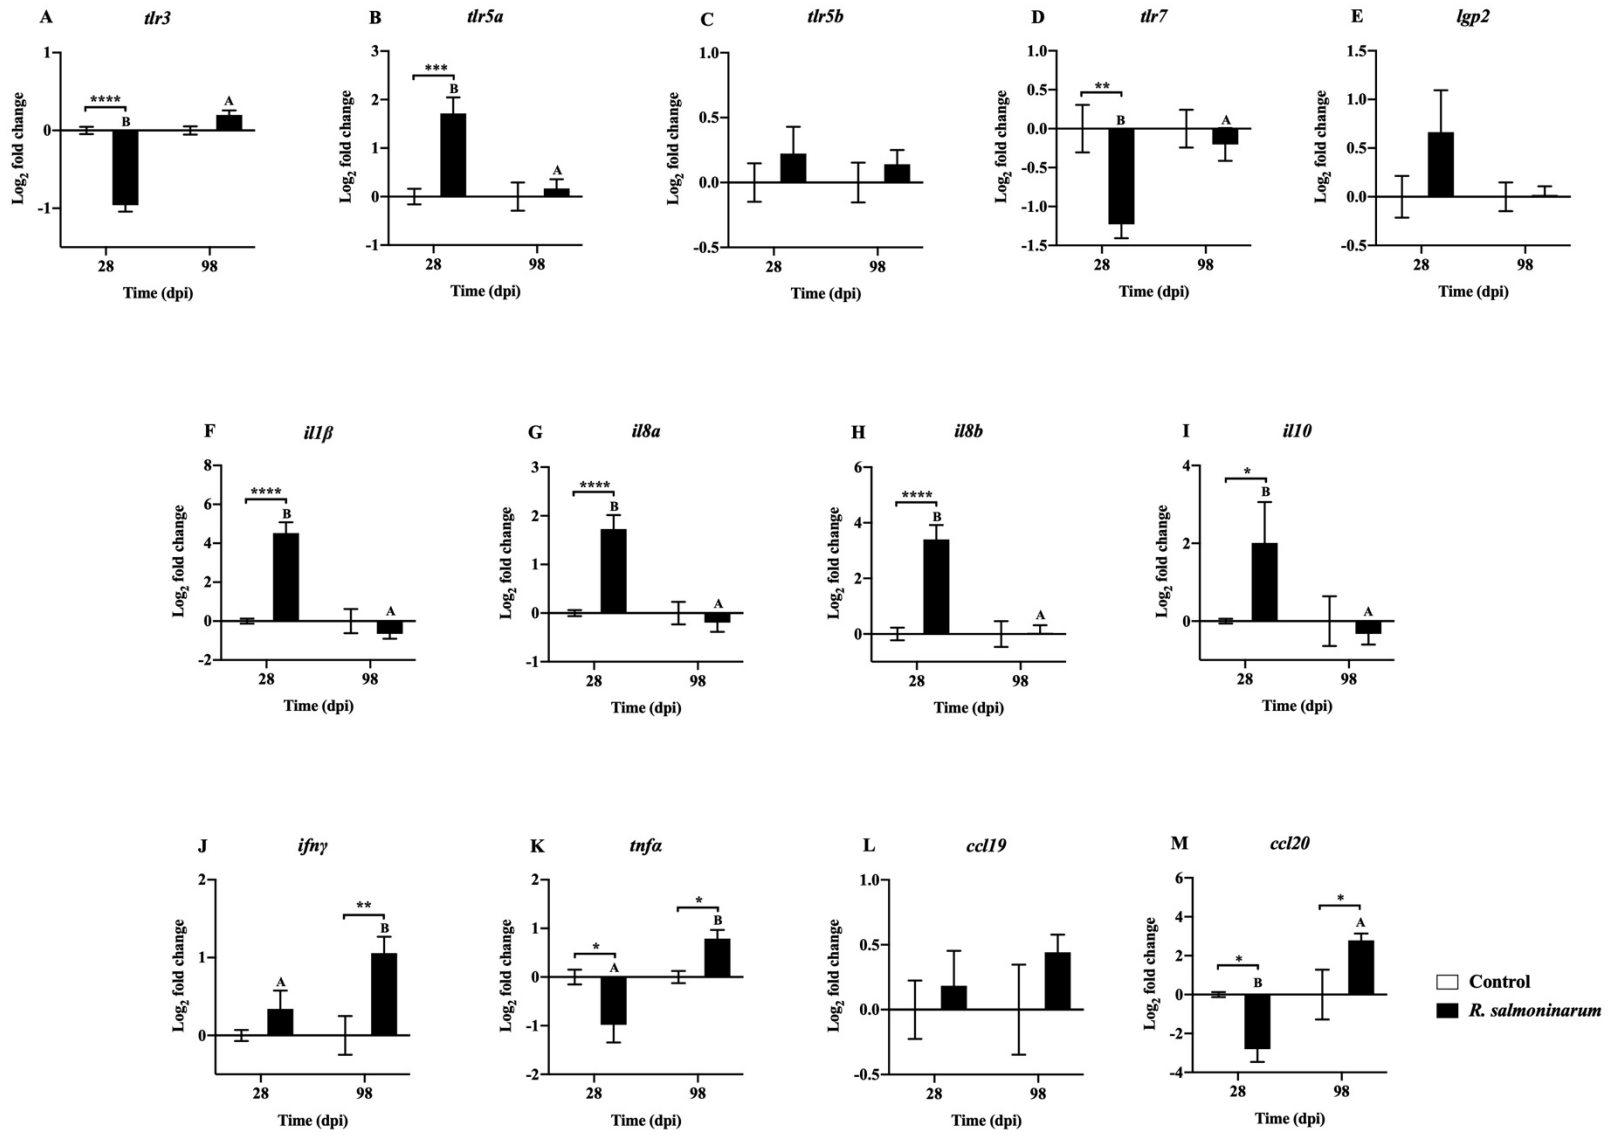 A tlr3
Log2 fold change
1
0
-1
****
B
A
28 98
Time (dpi)
B tlr5a
Log2 fold change
3
2
1
0
-1
***
B
A
28 98
Time (dpi)
C tlr5b
Log2 fold change
1.0
0.5
0.0
-0.5
28 98
Time (dpi)
D tlr7
Log2 fold change
1.0
0.5
0.0
-0.5
-1.0
-1.5
**
B
A
28 98
Time (dpi)
E lgp2
Log2 fold change
1.5
1.0
0.5
0.0
-0.5
28 98
Time (dpi)
F il1β
Log2 fold change
8
6
4
2
0
-2
****
B
A
28 98
Time (dpi)
G il8a
Log2 fold change
3
2
1
0
-1
****
B
A
28 98
Time (dpi)
H il8b
Log2 fold change
6
4
2
0
****
B
A
28 98
Time (dpi)
I il10
Log2 fold change
4
2
0
*
B
A
28 98
Time (dpi)
J ifnγ
Log2 fold change
2
1
0
A
**
B
28 98
Time (dpi)
K tnfα
Log2 fold change
2
1
0
-1
-2
*
A
*
B
28 98
Time (dpi)
L ccl19
Log2 fold change
1.0
0.5
0.0
-0.5
28 98
Time (dpi)
M ccl20
Log2 fold change
6
4
2
0
-2
-4
*
B
*
A
28 98
Time (dpi)
Control
R. salmoninarum